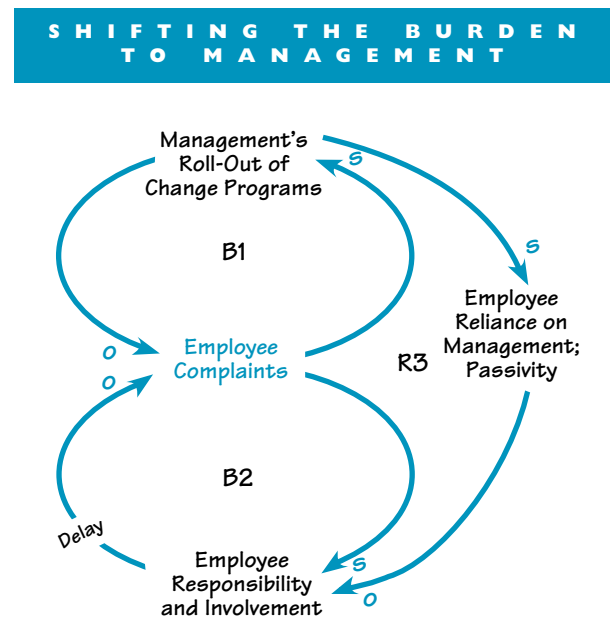 SHIFTING THE BURDEN
TO MANAGEMENT
Management's
Roll-Out of
Change Programs
S
S
B1
Employee
Reliance on
Management;
Passivity
O
Employee
Complaints
R3
O
B2
Delay
Employee
Responsibility
and Involvement
S
O